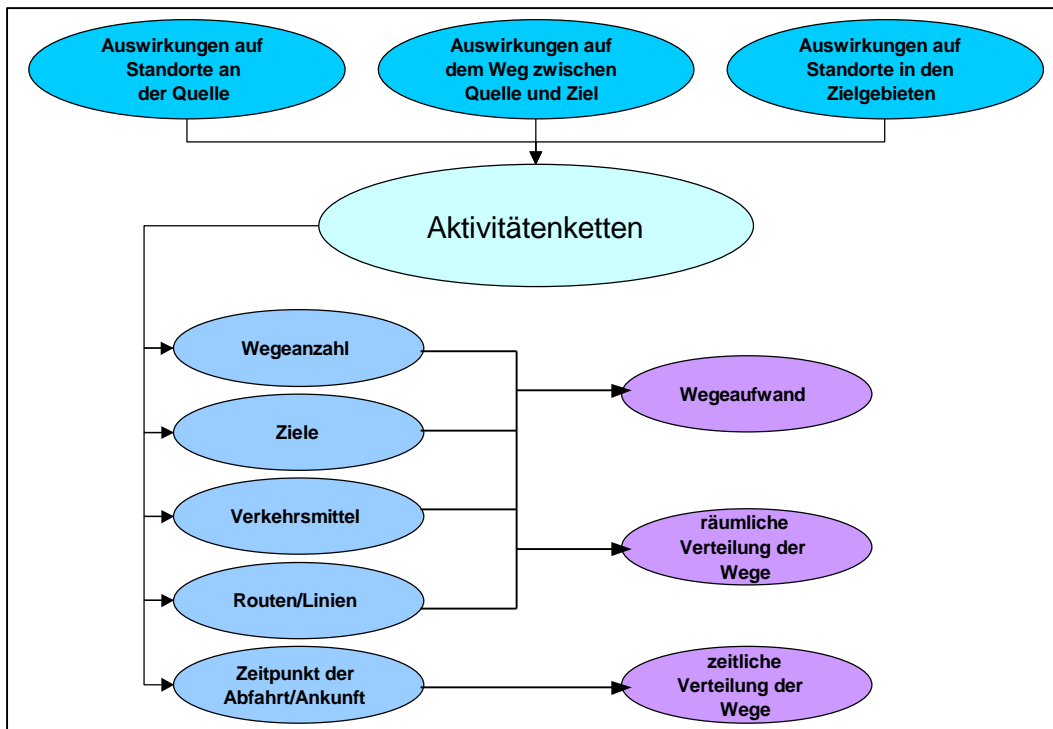 Auswirkungen auf
Standorte an
der Quelle
Auswirkungen auf
dem Weg zwischen
Quelle und Ziel
Auswirkungen auf
Standorte in den
Zielgebieten
Aktivitätenketten
Wegeanzahl
Ziele
Verkehrsmittel
Routen/Linien
Zeitpunkt der
Abfahrt/Ankunft
Wegeaufwand
räumliche
Verteilung der
Wege
zeitliche
Verteilung der
Wege